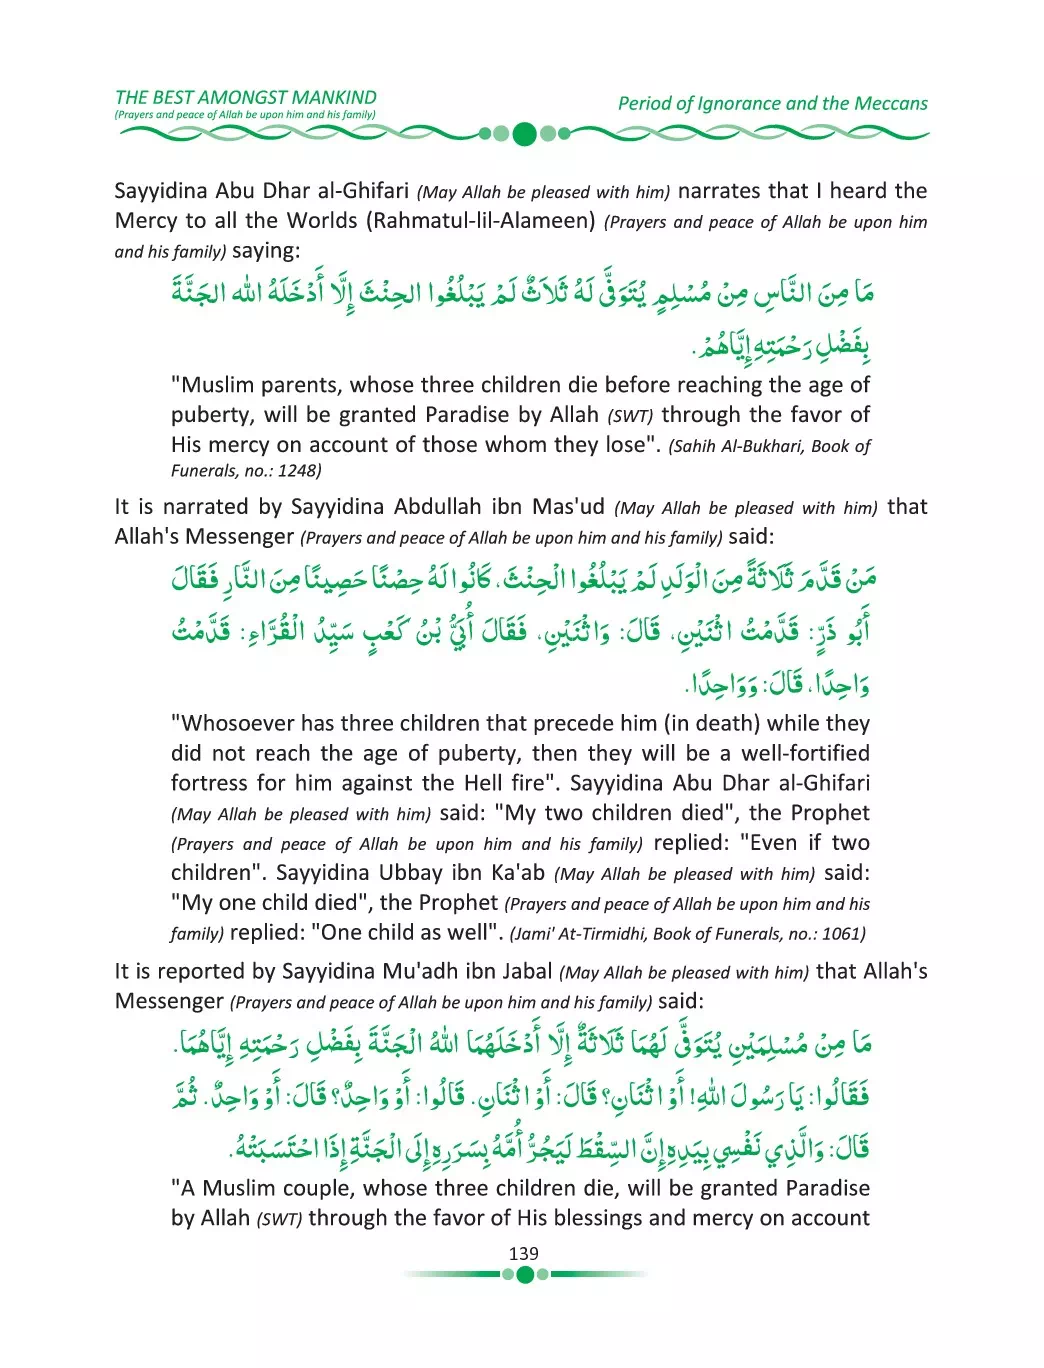 THE BEST AMONGST MANKIND
(Prayers and peace of Allah be upon him and his family)
Period of Ignorance and the Meccans
Sayyidina Abu Dhar al-Ghifari (May Allah be pleased with him) narrates that I heard the
Mercy to all the Worlds (Rahmatul-lil-Alameen) (Prayers and peace of Allah be upon him
and his family) saying:
مَا مِنَ النَّاسِ مِنْ مُسْلِمٍ يُتَوَفَّى لَهُ ثَلاَثٌ لَمْ يَبْلُغُوا الحِنْثَ إِلَّا أَدْخَلَهُ الله الجَنَّةَ
بِفَضْلِ رَحْمَتِهِ إِيَّاهُمْ.
"Muslim parents, whose three children die before reaching the age of
puberty, will be granted Paradise by Allah (SWT) through the favor of
His mercy on account of those whom they lose". (Sahih Al-Bukhari, Book of
Funerals, no.: 1248)
It is narrated by Sayyidina Abdullah ibn Mas'ud (May Allah be pleased with him) that
Allah's Messenger (Prayers and peace of Allah be upon him and his family) said:
مَنْ قَدَّمَ ثَلَاثَةً مِنَ الْوَلَدِ لَمْ يَبْلُغُوا الْحِنْثَ، كَانُوا لَهُ حِصْنًا حَصِينًا مِنَ النَّارِ فَقَالَ
أَبُو ذَرٍّ: قَدَّمْتُ اثْنَيْنِ، قَالَ: وَاثْنَيْنِ، فَقَالَ أُبَيُّ بْنُ كَعْبٍ سَيِّدُ الْقُرَّاءِ: قَدَّمْتُ
وَاحِدًا، قَالَ: وَوَاحِدًا.
"Whosoever has three children that precede him (in death) while they
did not reach the age of puberty, then they will be a well-fortified
fortress for him against the Hell fire". Sayyidina Abu Dhar al-Ghifari
(May Allah be pleased with him) said: "My two children died", the Prophet
(Prayers and peace of Allah be upon him and his family) replied: "Even if two
children". Sayyidina Ubbay ibn Ka'ab (May Allah be pleased with him) said:
"My one child died", the Prophet (Prayers and peace of Allah be upon him and his
family) replied: "One child as well". (Jami' At-Tirmidhi, Book of Funerals, no.: 1061)
It is reported by Sayyidina Mu'adh ibn Jabal (May Allah be pleased with him) that Allah's
Messenger (Prayers and peace of Allah be upon him and his family) said:
مَا مِنْ مُسْلِمَيْنِ يُتَوَفَّى لَهُمَا ثَلَاثَةٌ إِلَّا أَدْخَلَهُمَا اللهُ الْجَنَّةَ بِفَضْلِ رَحْمَتِهِ إِيَّاهُمَا.
فَقَالُوا: يَا رَسُولَ اللهِ! أَوْ اثْنَانِ؟ قَالَ: أَوْ اثْنَانِ. قَالُوا: أَوْ وَاحِدٌ؟ قَالَ: أَوْ وَاحِدٌ. ثُمَّ
قَالَ: وَالَّذِي نَفْسِي بِيَدِهِ إِنَّ السِّقْطَ لَيَجُرُّ أُمَّهُ بِسَرَرِهِ إِلَى الْجَنَّةِ إِذَا احْتَسَبَتْهُ.
"A Muslim couple, whose three children die, will be granted Paradise
by Allah (SWT) through the favor of His blessings and mercy on account
139